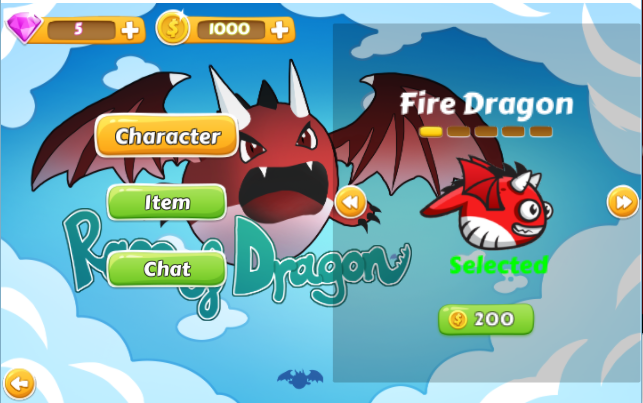 5
1000
Fire Dragon
Character
Item
Dragon
Chat
Selected
200